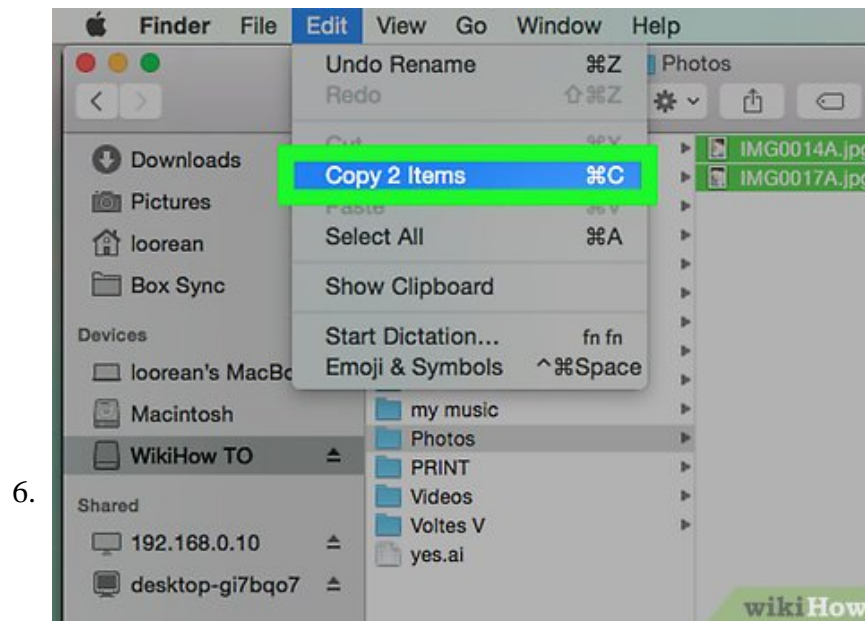 Finder File Edit View Go Window Help
Photos
Undo Rename ⌘Z
Redo ⇧⌘Z
Cut ⌘X
Copy 2 Items ⌘C
Paste ⌘V
Select All ⌘A
Show Clipboard
Start Dictation... fn fn
Emoji & Symbols ^⌘Space
Downloads
Pictures
loorean
Box Sync
Devices
loorean's MacBo
Macintosh
WikiHow TO
Shared
192.168.0.10
desktop-gi7bqo7
my music
Photos
PRINT
Videos
Voltes V
yes.ai
IMG0014A.jpg
IMG0017A.jpg
6.
wikiHow